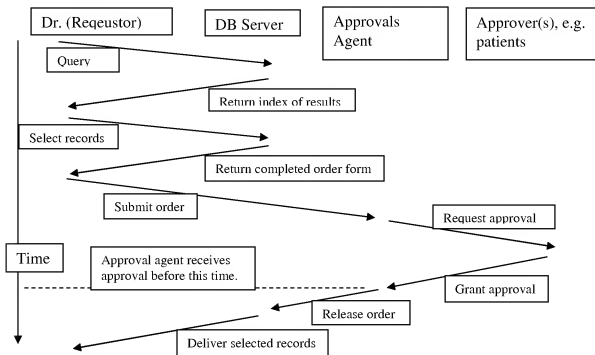 Dr. (Reqeustor)
DB Server
Approvals
Agent
Approver(s), e.g.
patients
Query
Return index of results
Select records
Return completed order form
Submit order
Request approval
Time
Approval agent receives
approval before this time.
Grant approval
Release order
Deliver selected records